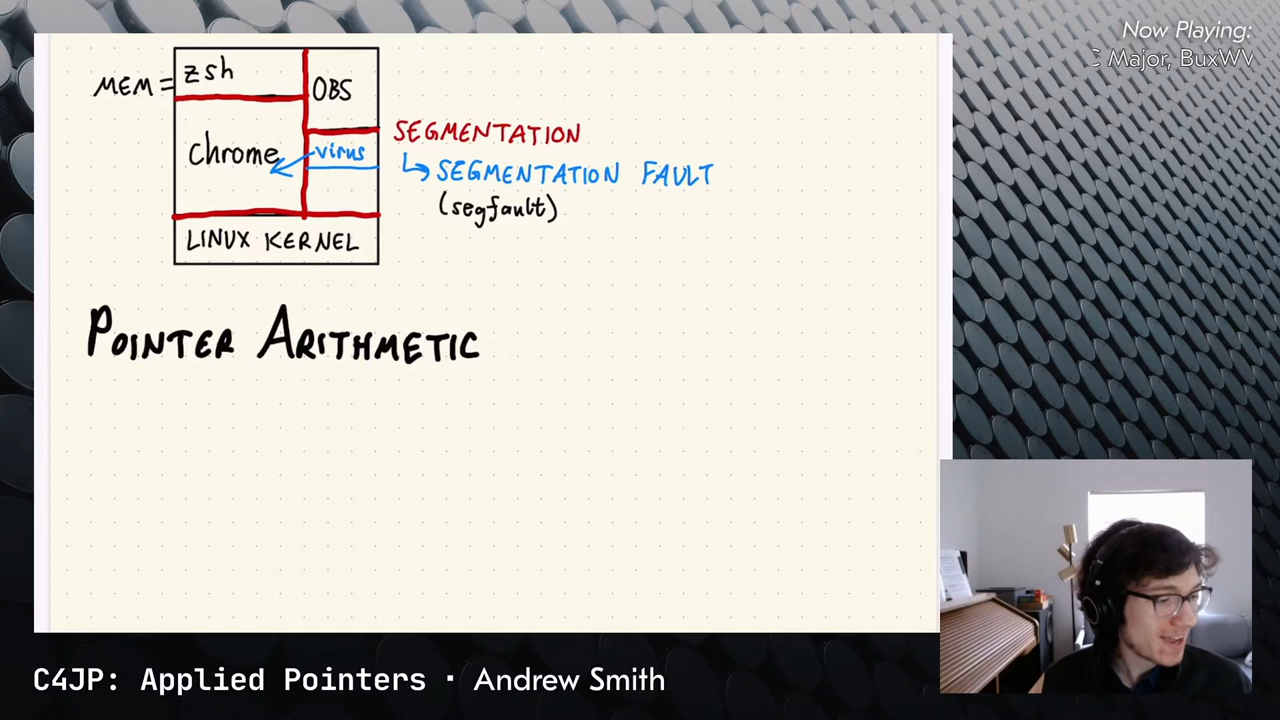 Now Playing:
C Major, BuxWV
MEM =
zsh
OBS
Chrome
virus
LINUX KERNEL
SEGMENTATION
↳ SEGMENTATION FAULT
(segfault)
POINTER ARITHMETIC
C4JP: Applied Pointers · Andrew Smith